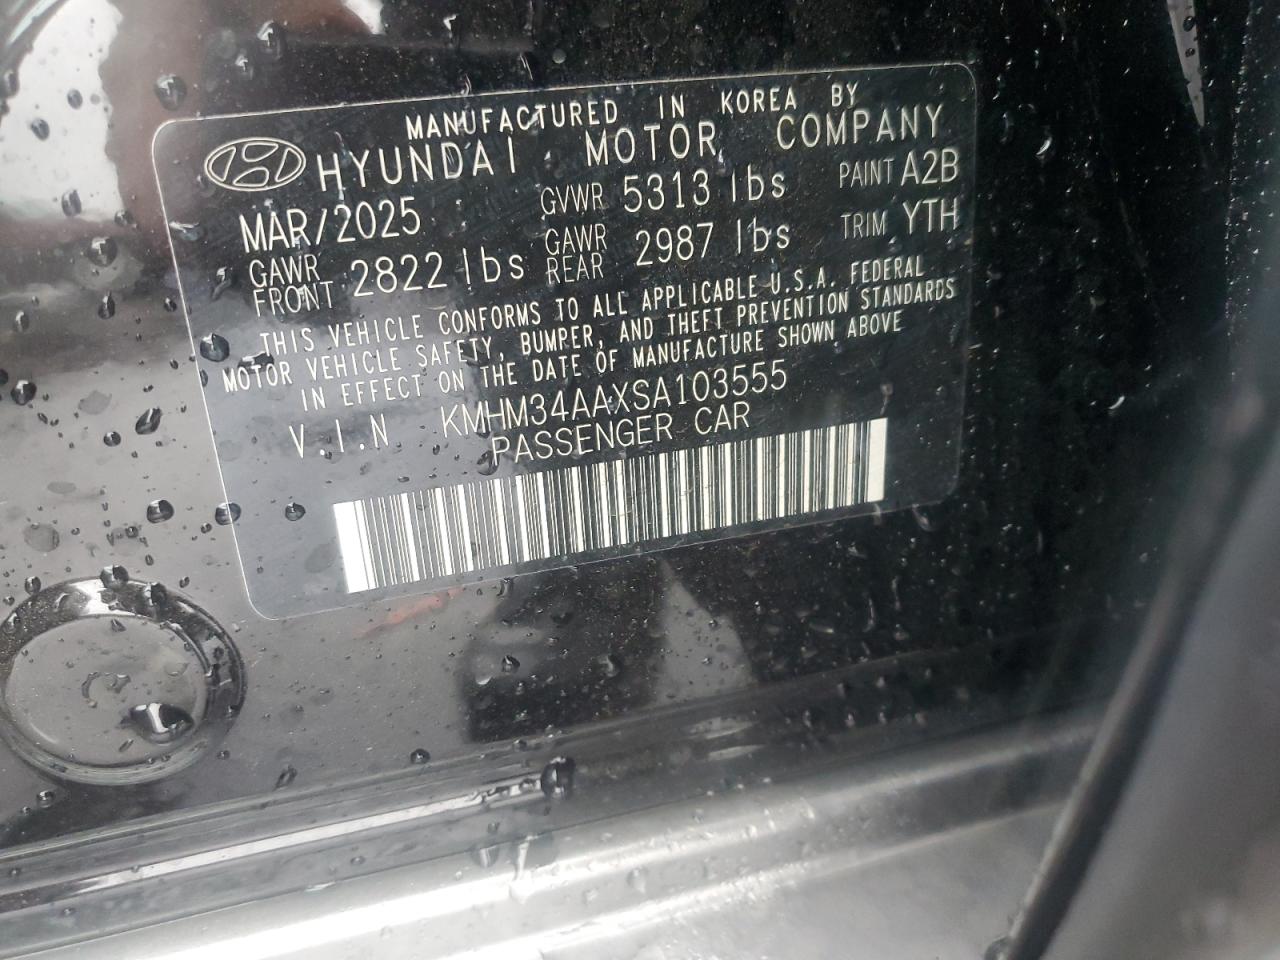 MANUFACTURED IN KOREA BY
HYUNDAI MOTOR COMPANY
MAR/2025 GVWR 5313 lbs PAINT A2B
GAWR FRONT 2822 lbs GAWR REAR 2987 lbs TRIM YTH
THIS VEHICLE CONFORMS TO ALL APPLICABLE U.S.A. FEDERAL
MOTOR VEHICLE SAFETY, BUMPER, AND THEFT PREVENTION STANDARDS
IN EFFECT ON THE DATE OF MANUFACTURE SHOWN ABOVE
V.I.N KMHM34AAXSA103555
PASSENGER CAR